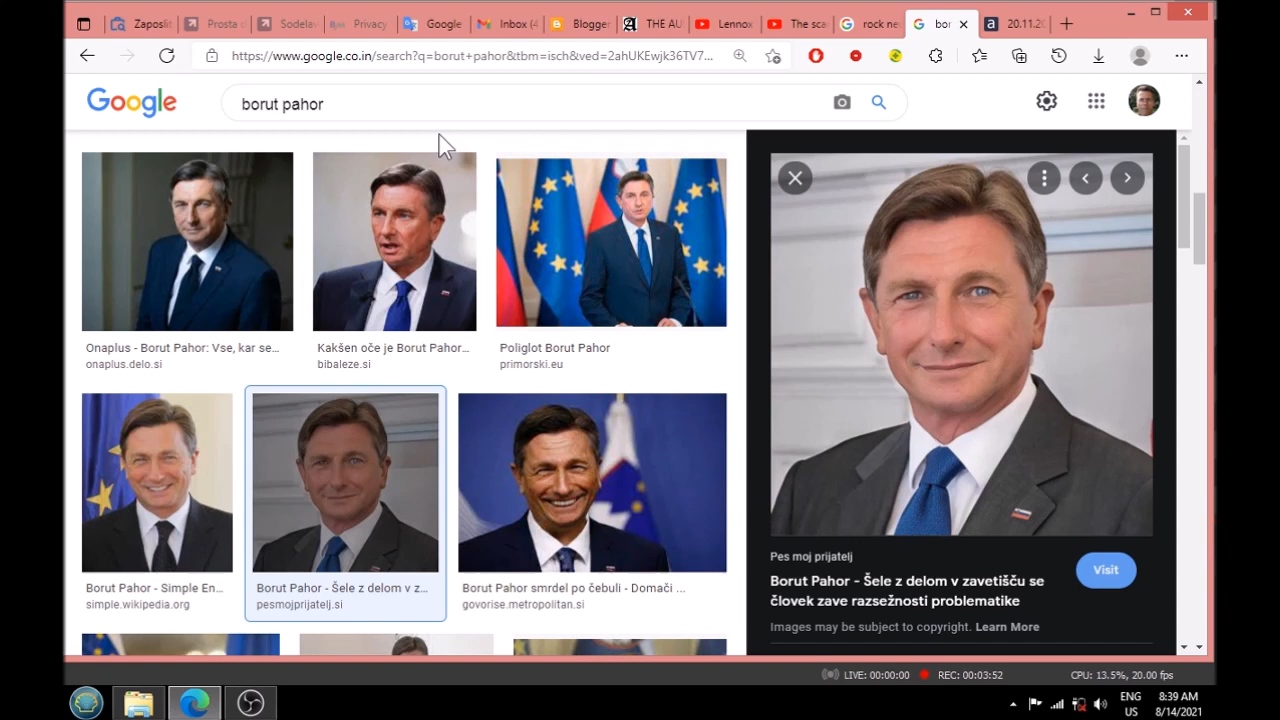 Zaposlit
Prosta d
Sodelav
Privacy
Google
Inbox (4
Blogger
THE AU
Lennox
The sca
rock ne
bor
20.11.20
https://www.google.co.in/search?q=borut+pahor&tbm=isch&ved=2ahUKEwjk36TV7...
Google
borut pahor
Onaplus - Borut Pahor: Vse, kar se...
onaplus.delo.si
Kakšen oče je Borut Pahor...
bibaleze.si
Poliglot Borut Pahor
primorski.eu
Borut Pahor - Simple En...
simple.wikipedia.org
Borut Pahor - Šele z delom v z...
pesmojprijatelj.si
Borut Pahor smrdel po čebuli - Domači ...
govorise.metropolitan.si
Pes moj prijatelj
Borut Pahor - Šele z delom v zavetišču se
človek zave razsežnosti problematike
Visit
Images may be subject to copyright. Learn More
LIVE: 00:00:00
REC: 00:03:52
CPU: 13.5%, 20.00 fps
ENG
US
8:39 AM
8/14/2021